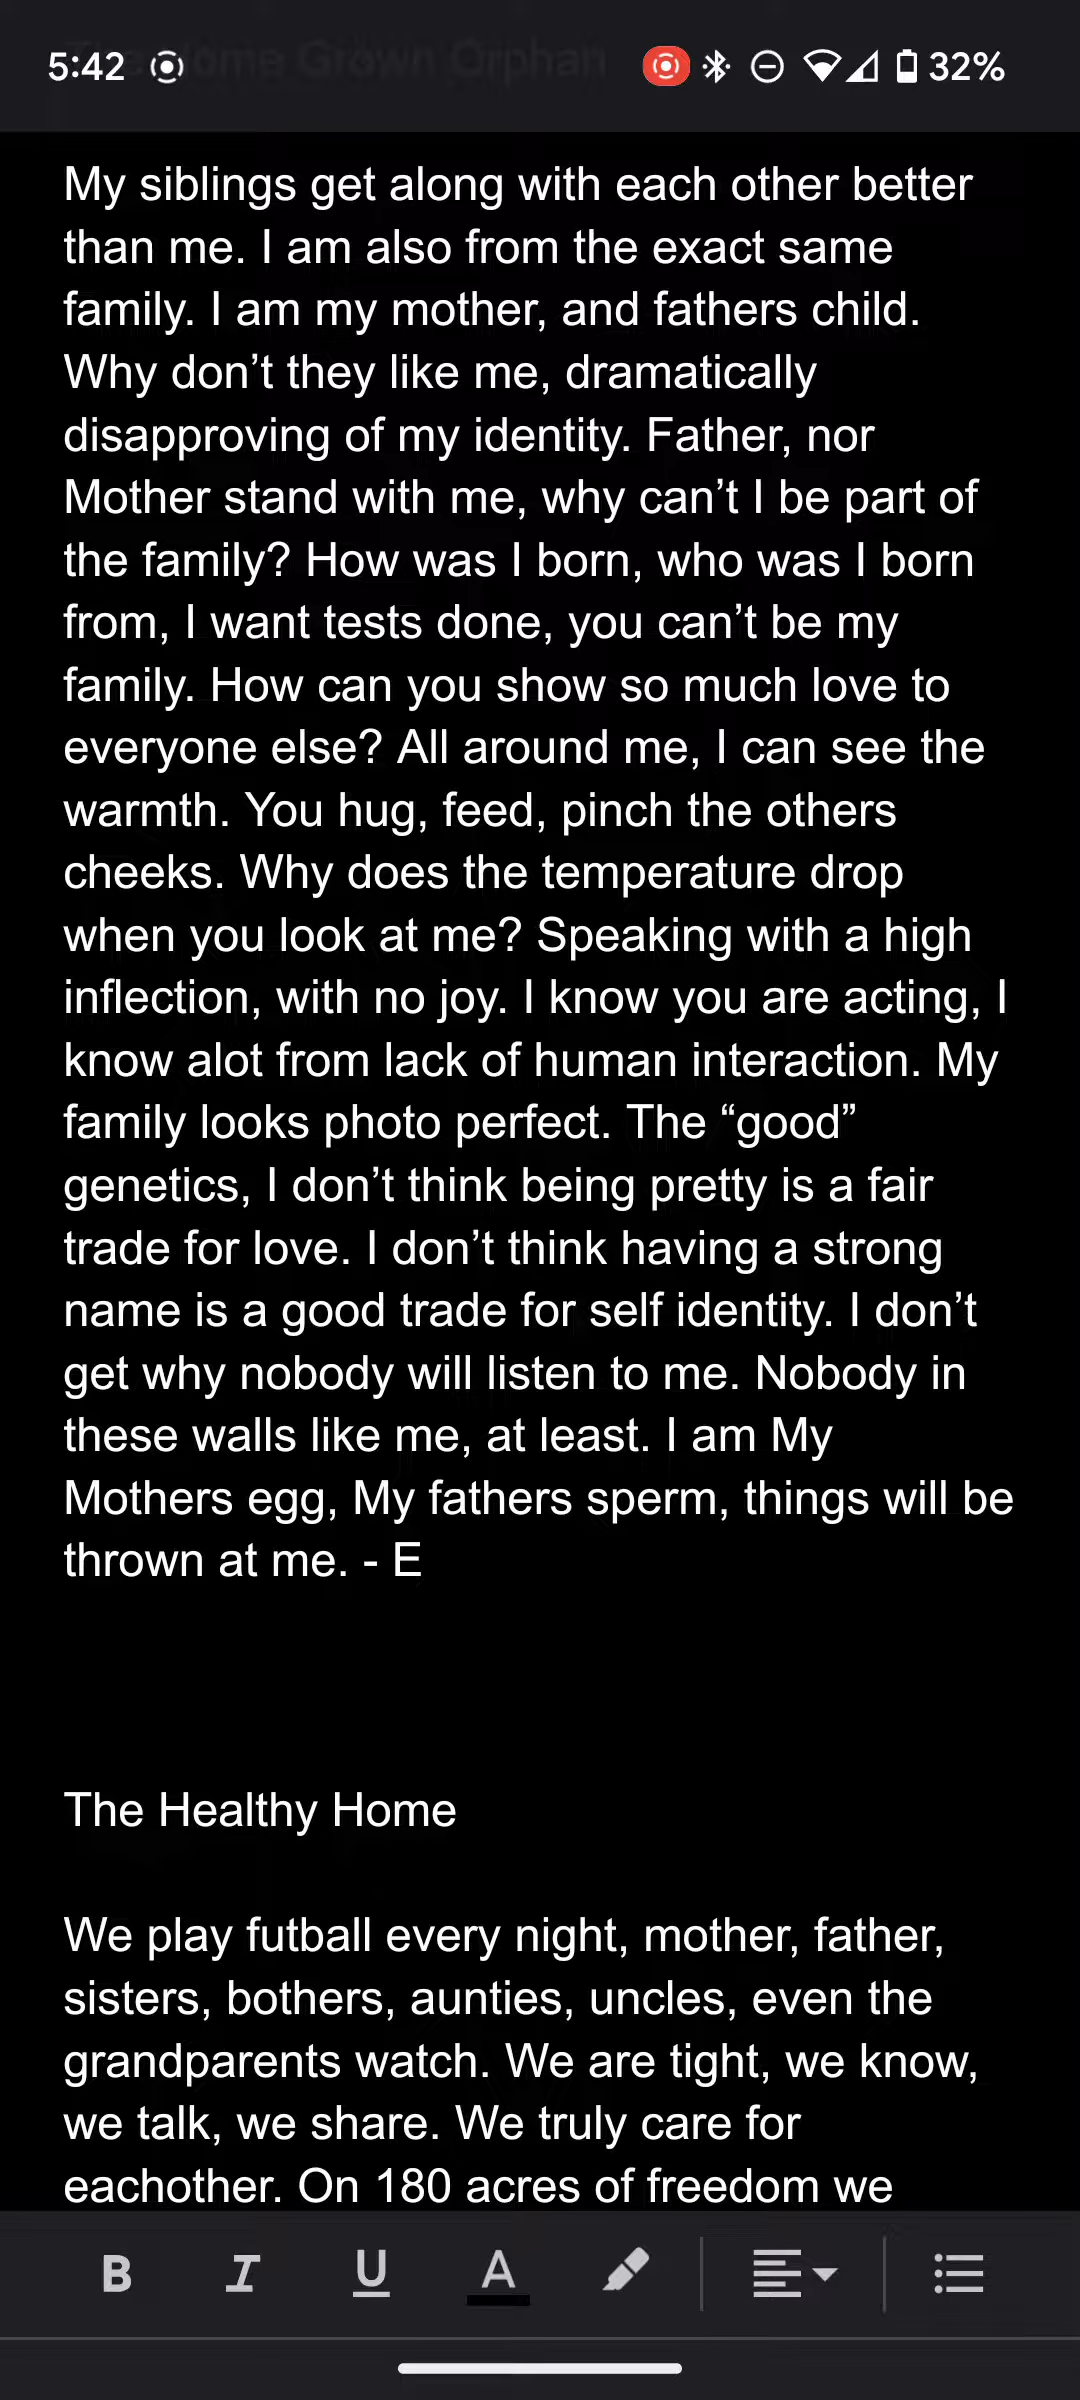 5:42
The Home Grown Orphan
32%
My siblings get along with each other better
than me. I am also from the exact same
family. I am my mother, and fathers child.
Why don’t they like me, dramatically
disapproving of my identity. Father, nor
Mother stand with me, why can’t I be part of
the family? How was I born, who was I born
from, I want tests done, you can’t be my
family. How can you show so much love to
everyone else? All around me, I can see the
warmth. You hug, feed, pinch the others
cheeks. Why does the temperature drop
when you look at me? Speaking with a high
inflection, with no joy. I know you are acting, I
know alot from lack of human interaction. My
family looks photo perfect. The “good”
genetics, I don’t think being pretty is a fair
trade for love. I don’t think having a strong
name is a good trade for self identity. I don’t
get why nobody will listen to me. Nobody in
these walls like me, at least. I am My
Mothers egg, My fathers sperm, things will be
thrown at me. - E
The Healthy Home
We play futball every night, mother, father,
sisters, bothers, aunties, uncles, even the
grandparents watch. We are tight, we know,
we talk, we share. We truly care for
eachother. On 180 acres of freedom we
B I U A